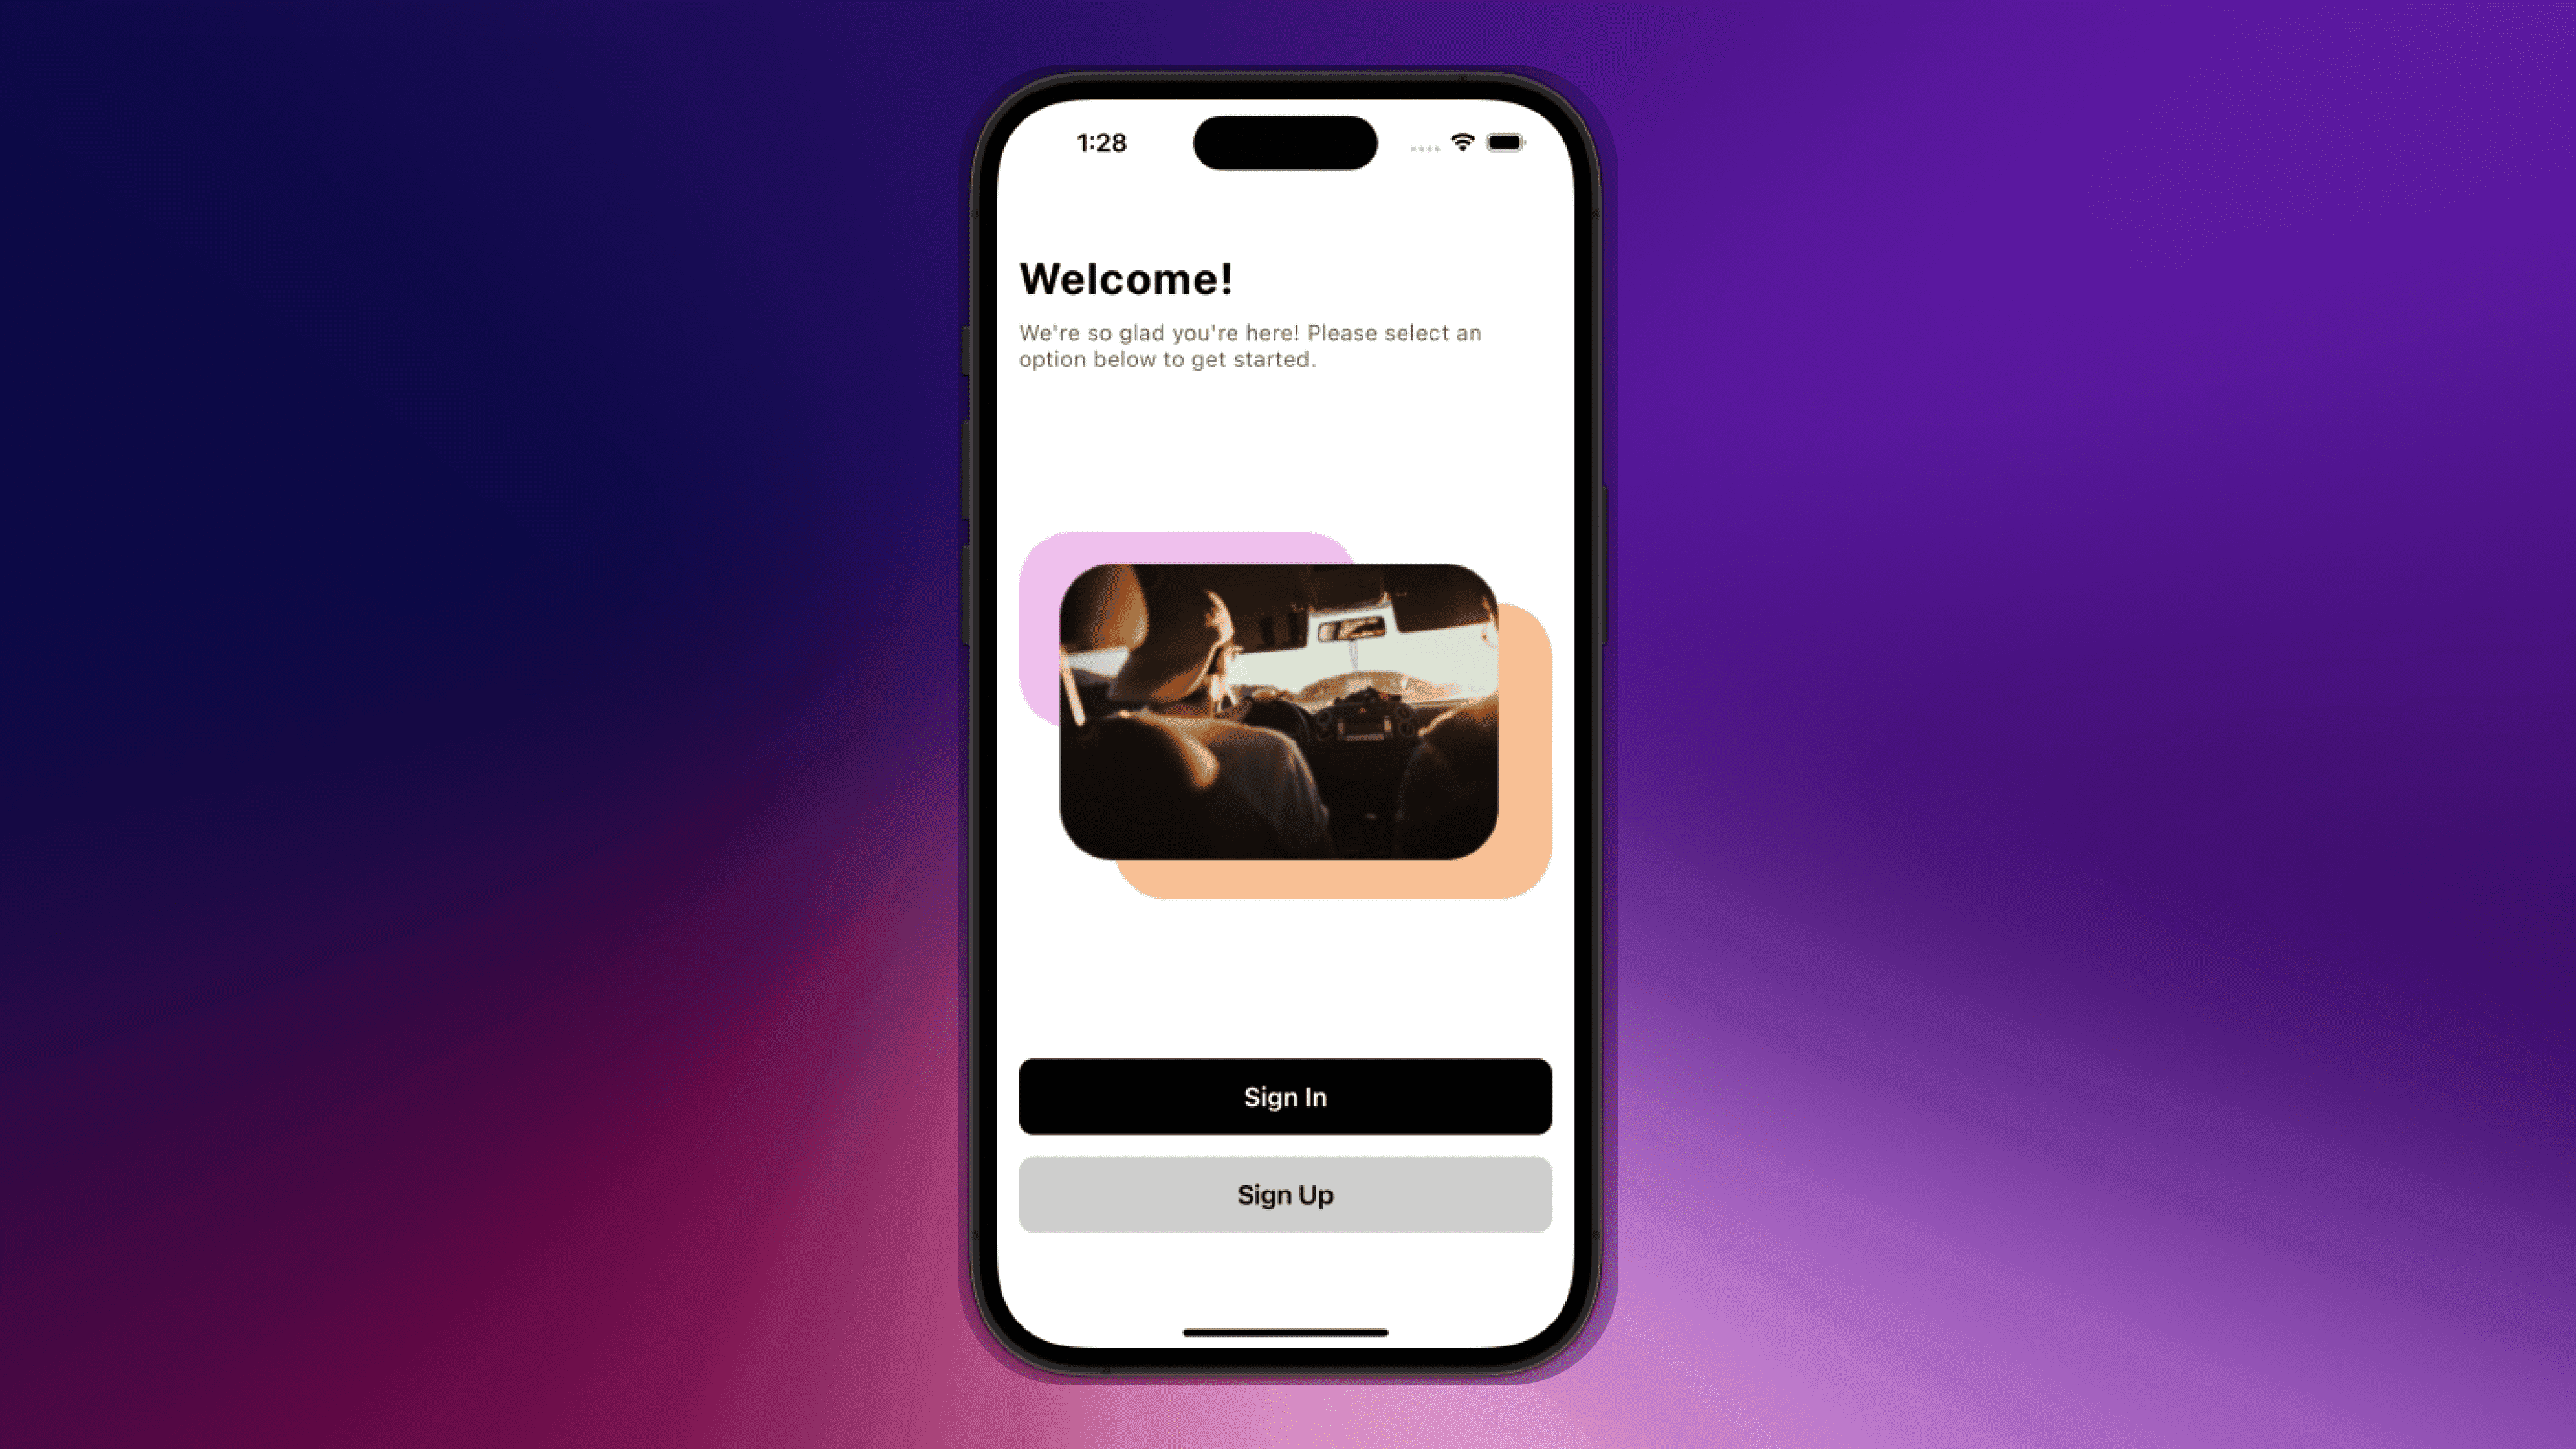 1:28
Welcome!
We're so glad you're here! Please select an
option below to get started.
Sign In
Sign Up